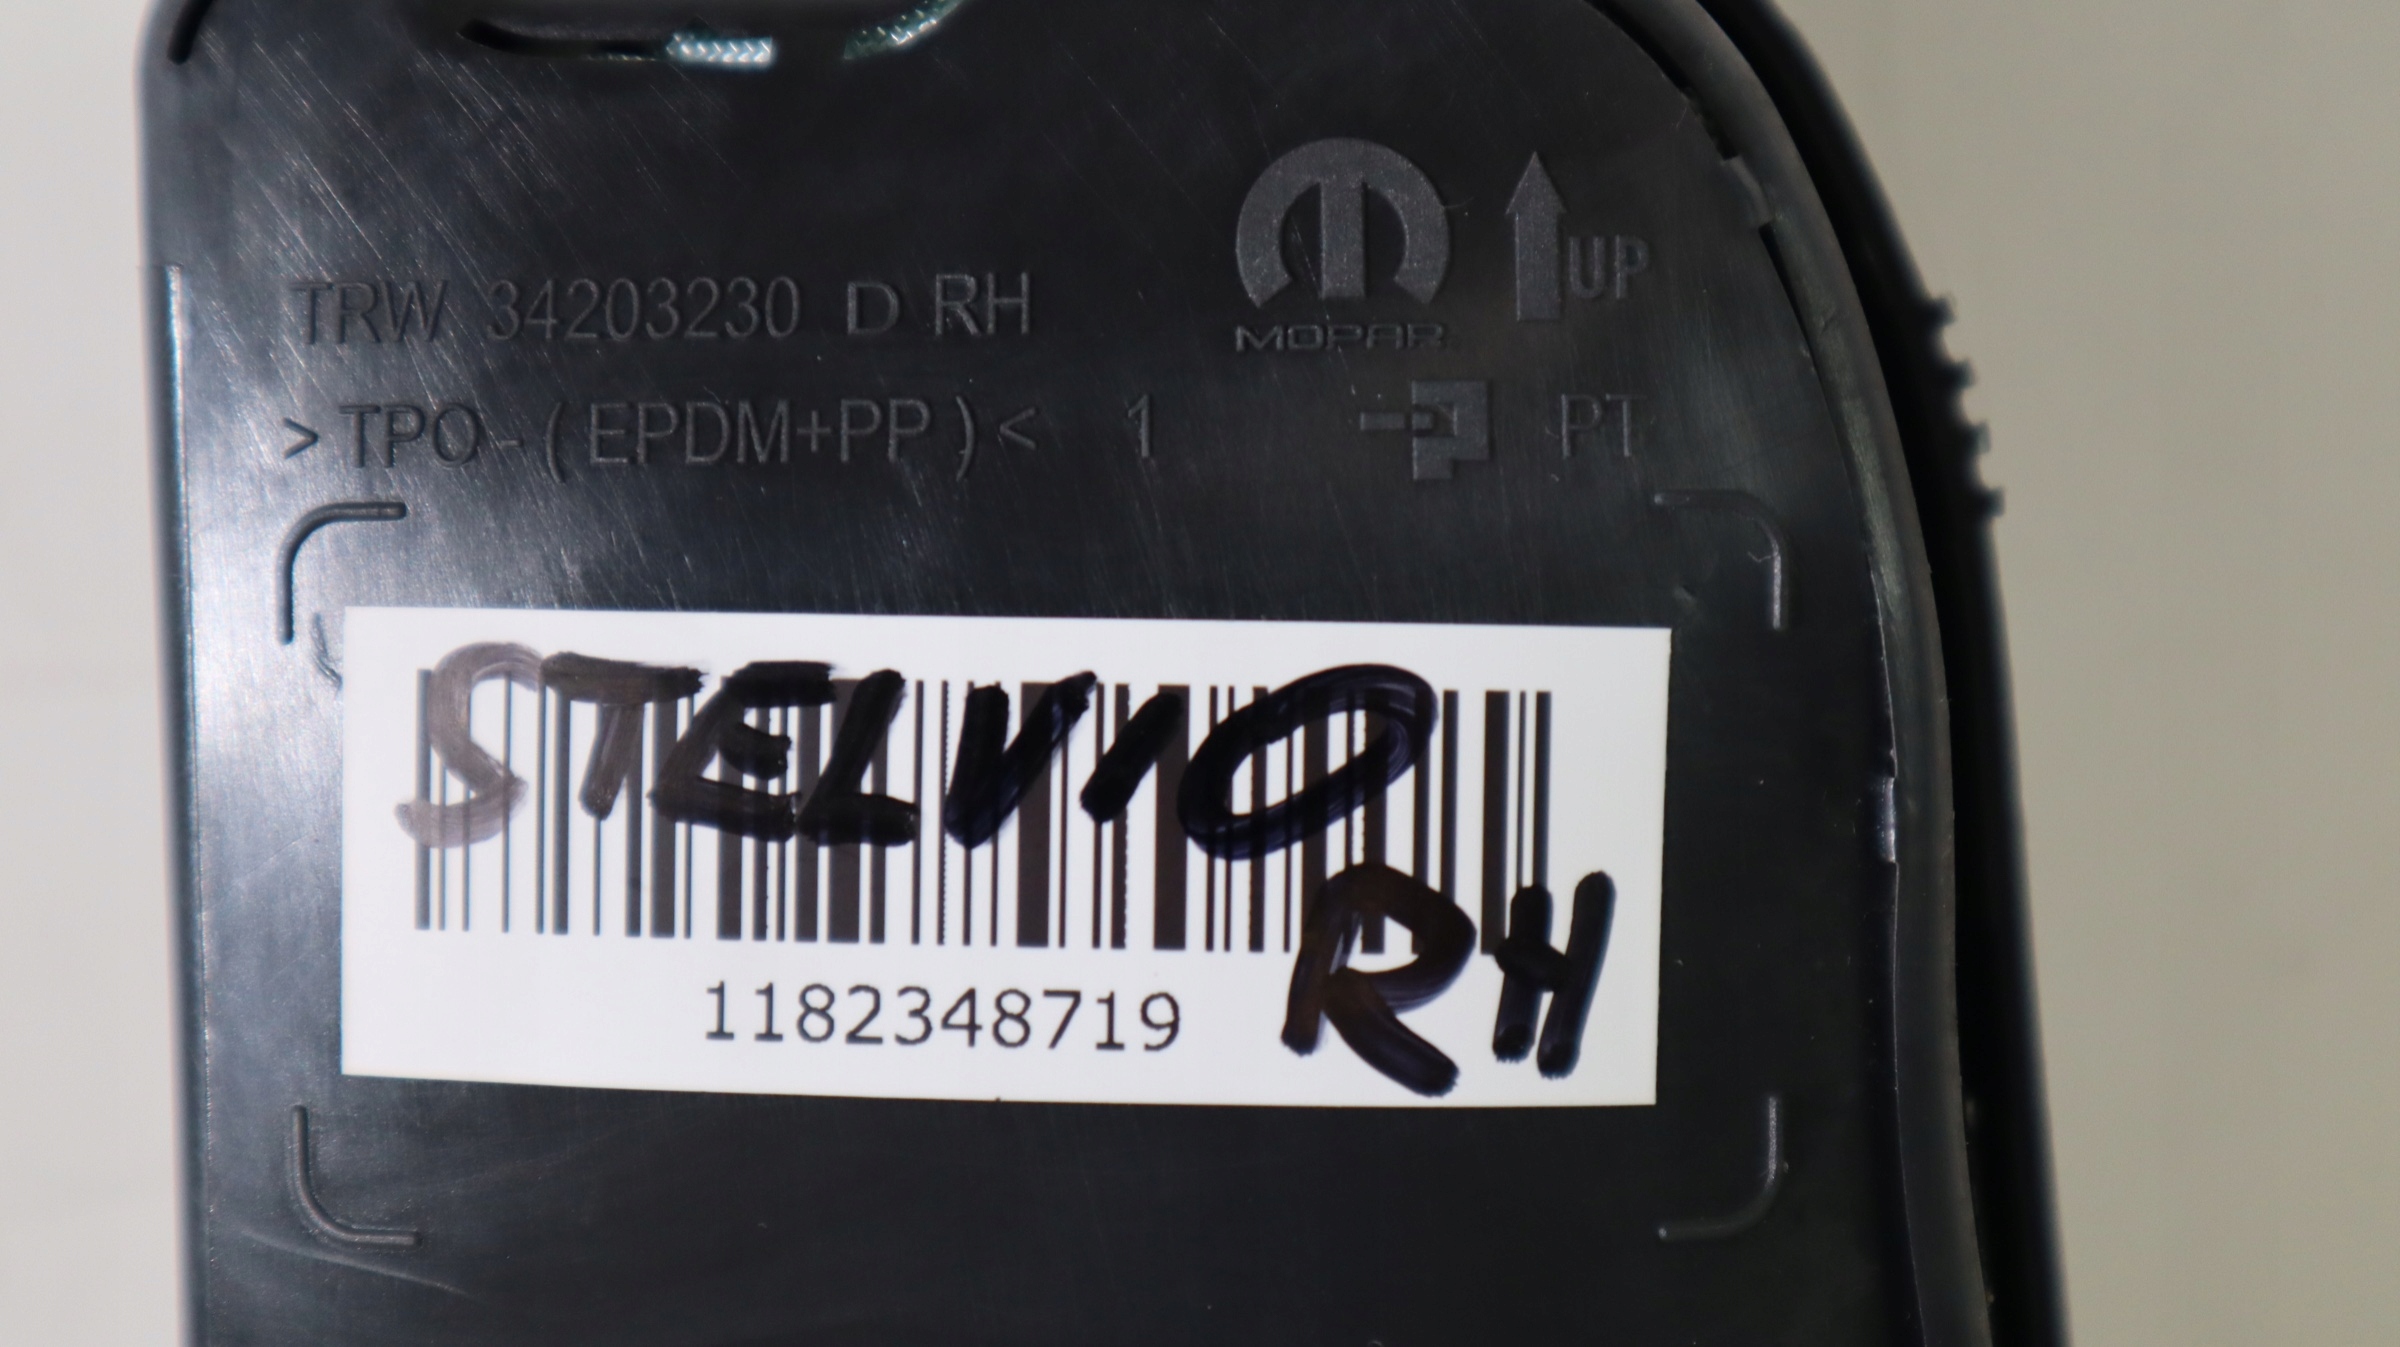 TRW 34203230 D RH
MOPAR
UP
>TPO-(EPDM+PP)< 1
PT
STELVIO
RH
1182348719